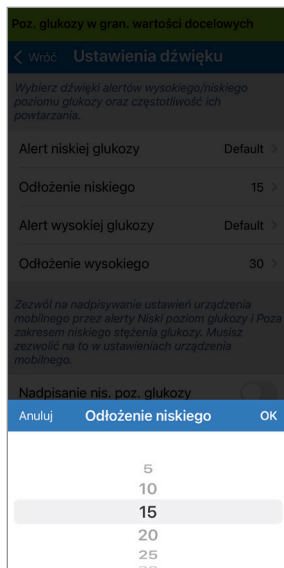 Poz. glukozy w gran. wartości docelowych
Wróć Ustawienia dźwięku
Wybierz dźwięki alertów wysokiego/niskiego
poziomu glukozy oraz częstotliwość ich
powtarzania.
Alert niskiej glukozy Default
Odłożenie niskiego 15
Alert wysokiej glukozy Default
Odłożenie wysokiego 30
Zezwól na nadpisywanie ustawień urządzenia
mobilnego przez alerty Niski poziom glukozy i Poza
zakresem niskiego stężenia glukozy. Musisz
zezwolić na to w ustawieniach urządzenia
mobilnego.
Nadpisanie nis. poz. glukozy
Anuluj Odłożenie niskiego OK
5
10
15
20
25